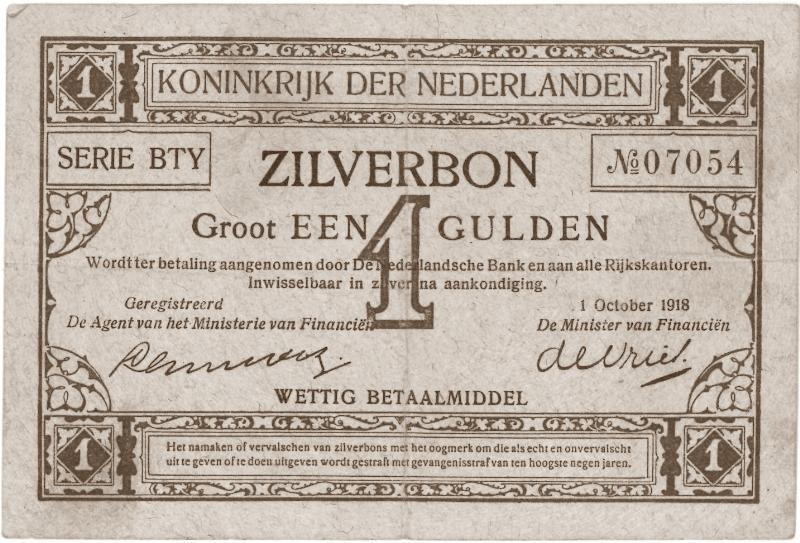 1 KONINKRIJK DER NEDERLANDEN 1
SERIE BTY ZILVERBON № 07054
Groot EEN 1 GULDEN
Wordt ter betaling aangenomen door De Nederlandsche Bank en aan alle Rijkskantoren.
Inwisselbaar in zilver na aankondiging.
Geregistreerd 1 October 1918
De Agent van het Ministerie van Financiën De Minister van Financiën
de Vries.
WETTIG BETAALMIDDEL
1 Het namaken of vervalschen van zilverbons met het oogmerk om die als echt en onvervalscht 1
uit te geven of te doen uitgeven wordt gestraft met gevangenisstraf van ten hoogste negen jaren.